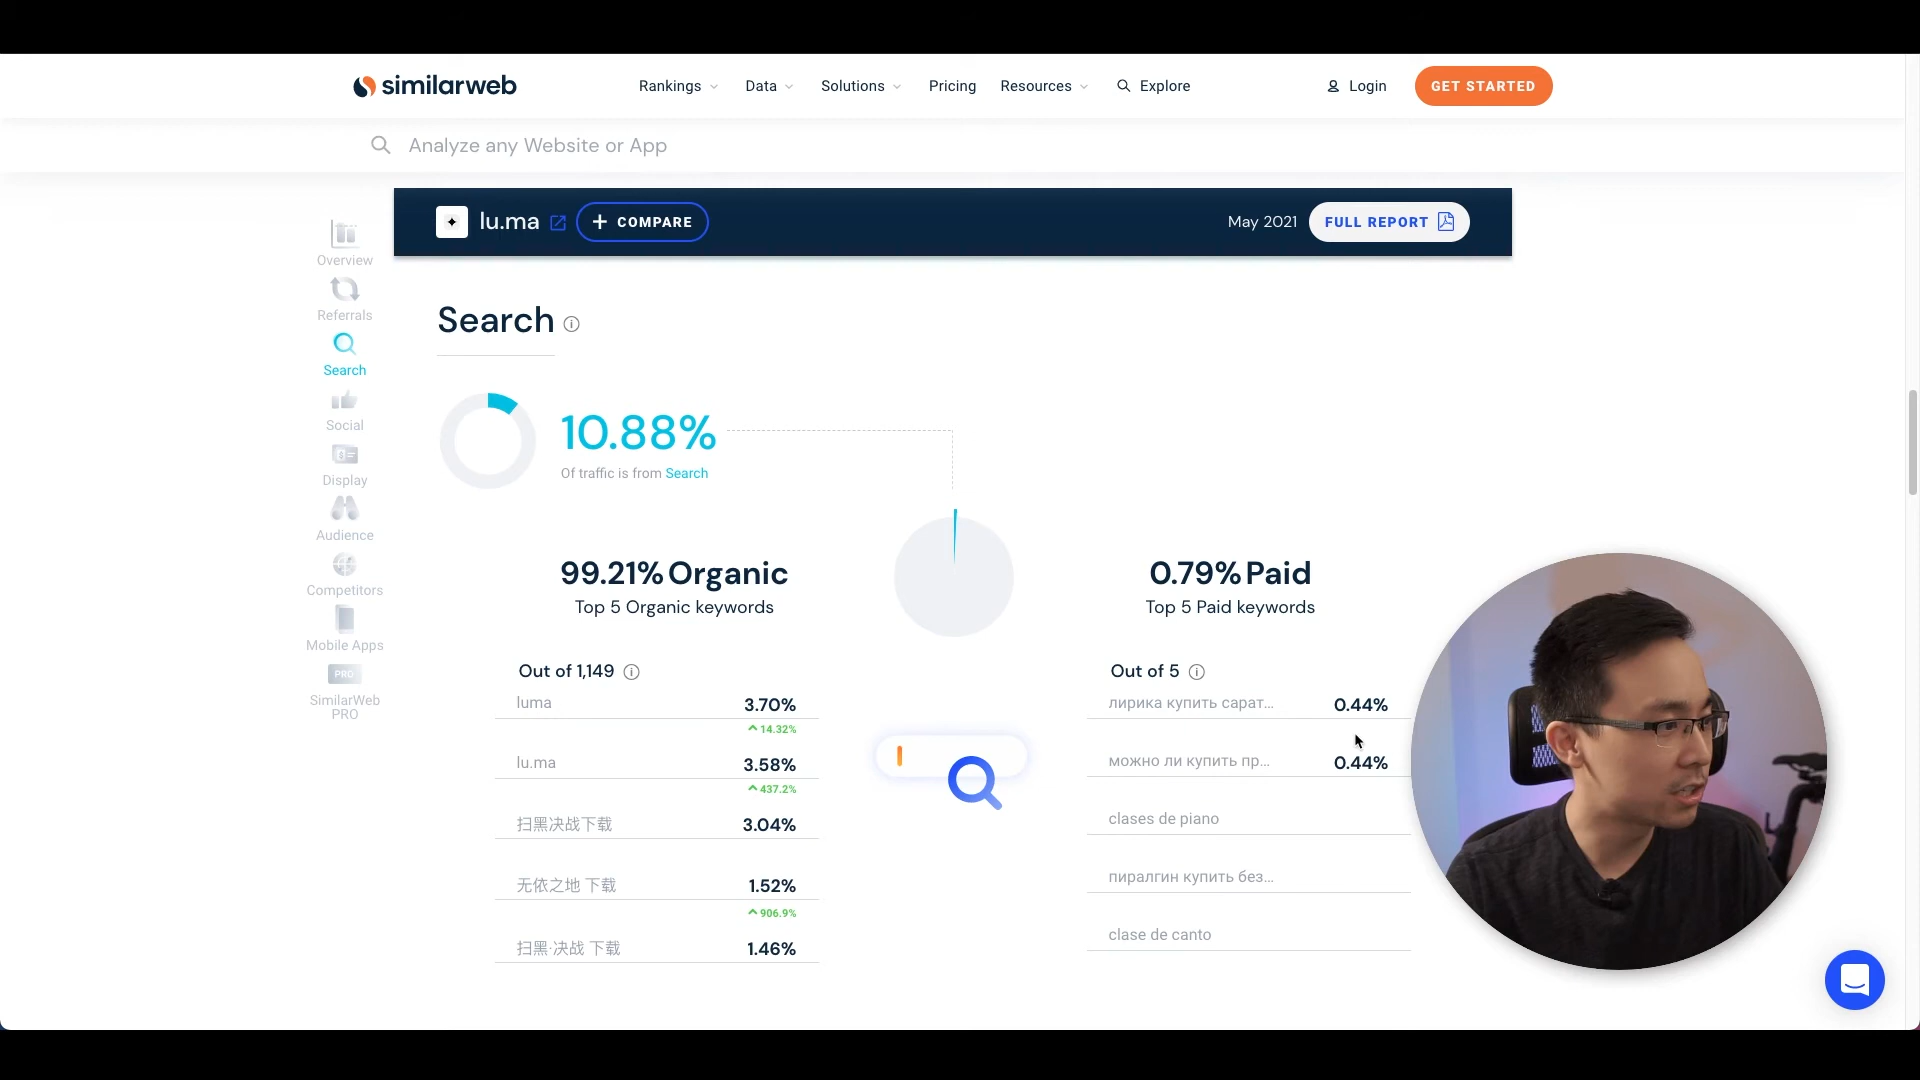 similarweb
Rankings Data Solutions Pricing Resources Explore Login GET STARTED
Analyze any Website or App
lu.ma COMPARE May 2021 FULL REPORT
Overview
Referrals
Search
Social
Display
Audience
Competitors
Mobile Apps
PRO
SimilarWeb
PRO
Search
10.88%
Of traffic is from Search
99.21% Organic
Top 5 Organic keywords
Out of 1,149
luma 3.70%
14.32%
lu.ma 3.58%
437.2%
扫黑决战下载 3.04%
无依之地 下载 1.52%
906.9%
扫黑·决战 下载 1.46%
0.79% Paid
Top 5 Paid keywords
Out of 5
лирика купить сарат... 0.44%
можно ли купить пр... 0.44%
clases de piano
пиралгин купить без...
clase de canto